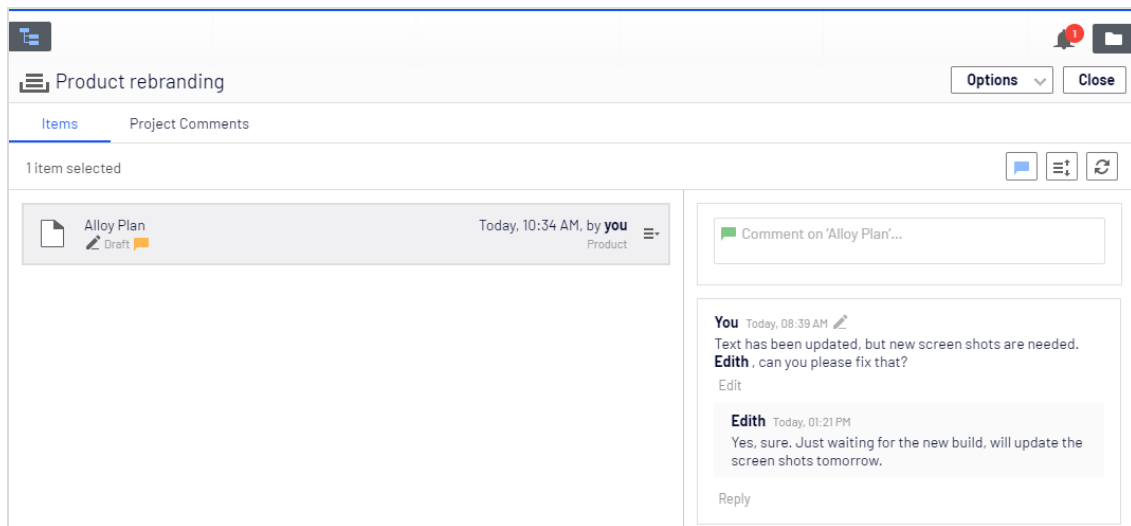 1
Product rebranding
Options
Close
Items
Project Comments
1 item selected
Alloy Plan
Draft
Today, 10:34 AM, by you
Product
Comment on 'Alloy Plan'...
You Today, 08:39 AM
Text has been updated, but new screen shots are needed.
Edith , can you please fix that?
Edit
Edith Today, 01:21 PM
Yes, sure. Just waiting for the new build, will update the
screen shots tomorrow.
Reply